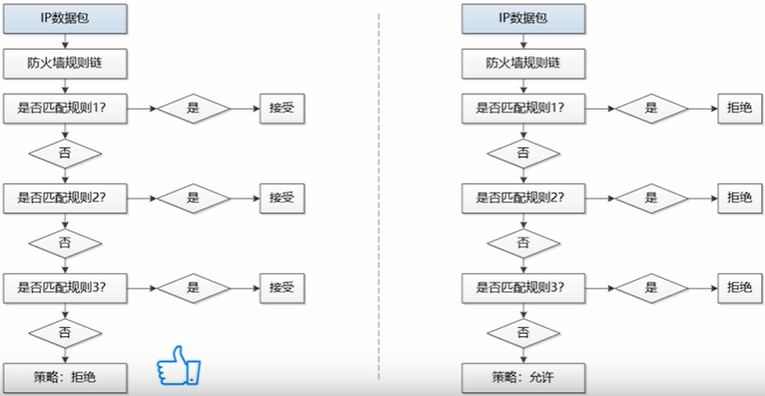 IP数据包
防火墙规则链
是否匹配规则1?
是
接受
否
是否匹配规则2?
是
接受
否
是否匹配规则3?
是
接受
否
策略：拒绝
IP数据包
防火墙规则链
是否匹配规则1?
是
拒绝
否
是否匹配规则2?
是
拒绝
否
是否匹配规则3?
是
拒绝
否
策略：允许